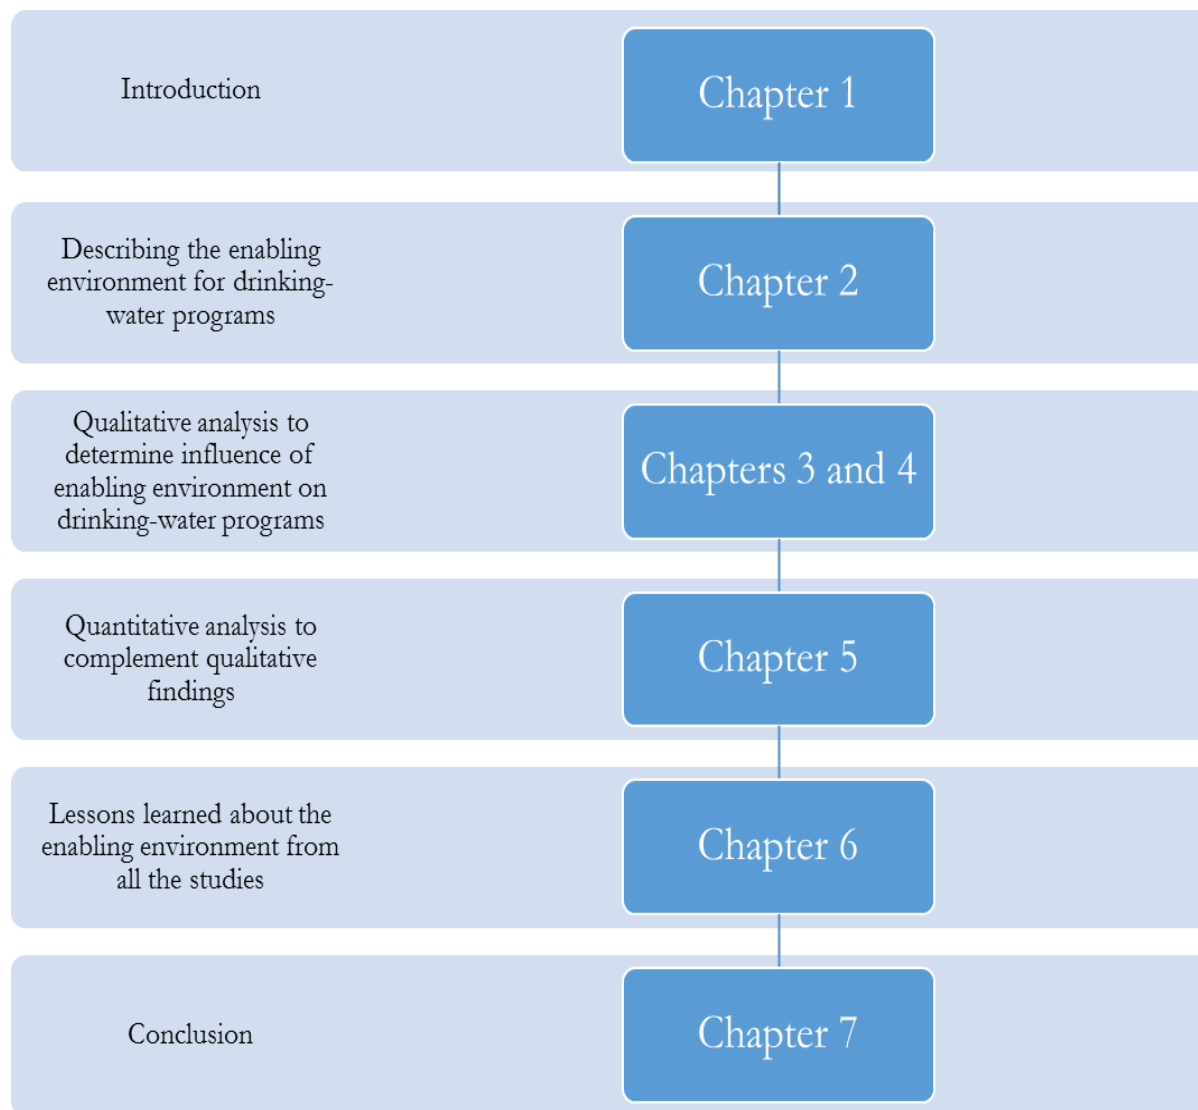 Introduction
Chapter 1
Describing the enabling
environment for drinking-
water programs
Chapter 2
Qualitative analysis to
determine influence of
enabling environment on
drinking-water programs
Chapters 3 and 4
Quantitative analysis to
complement qualitative
findings
Chapter 5
Lessons learned about the
enabling environment from
all the studies
Chapter 6
Conclusion
Chapter 7